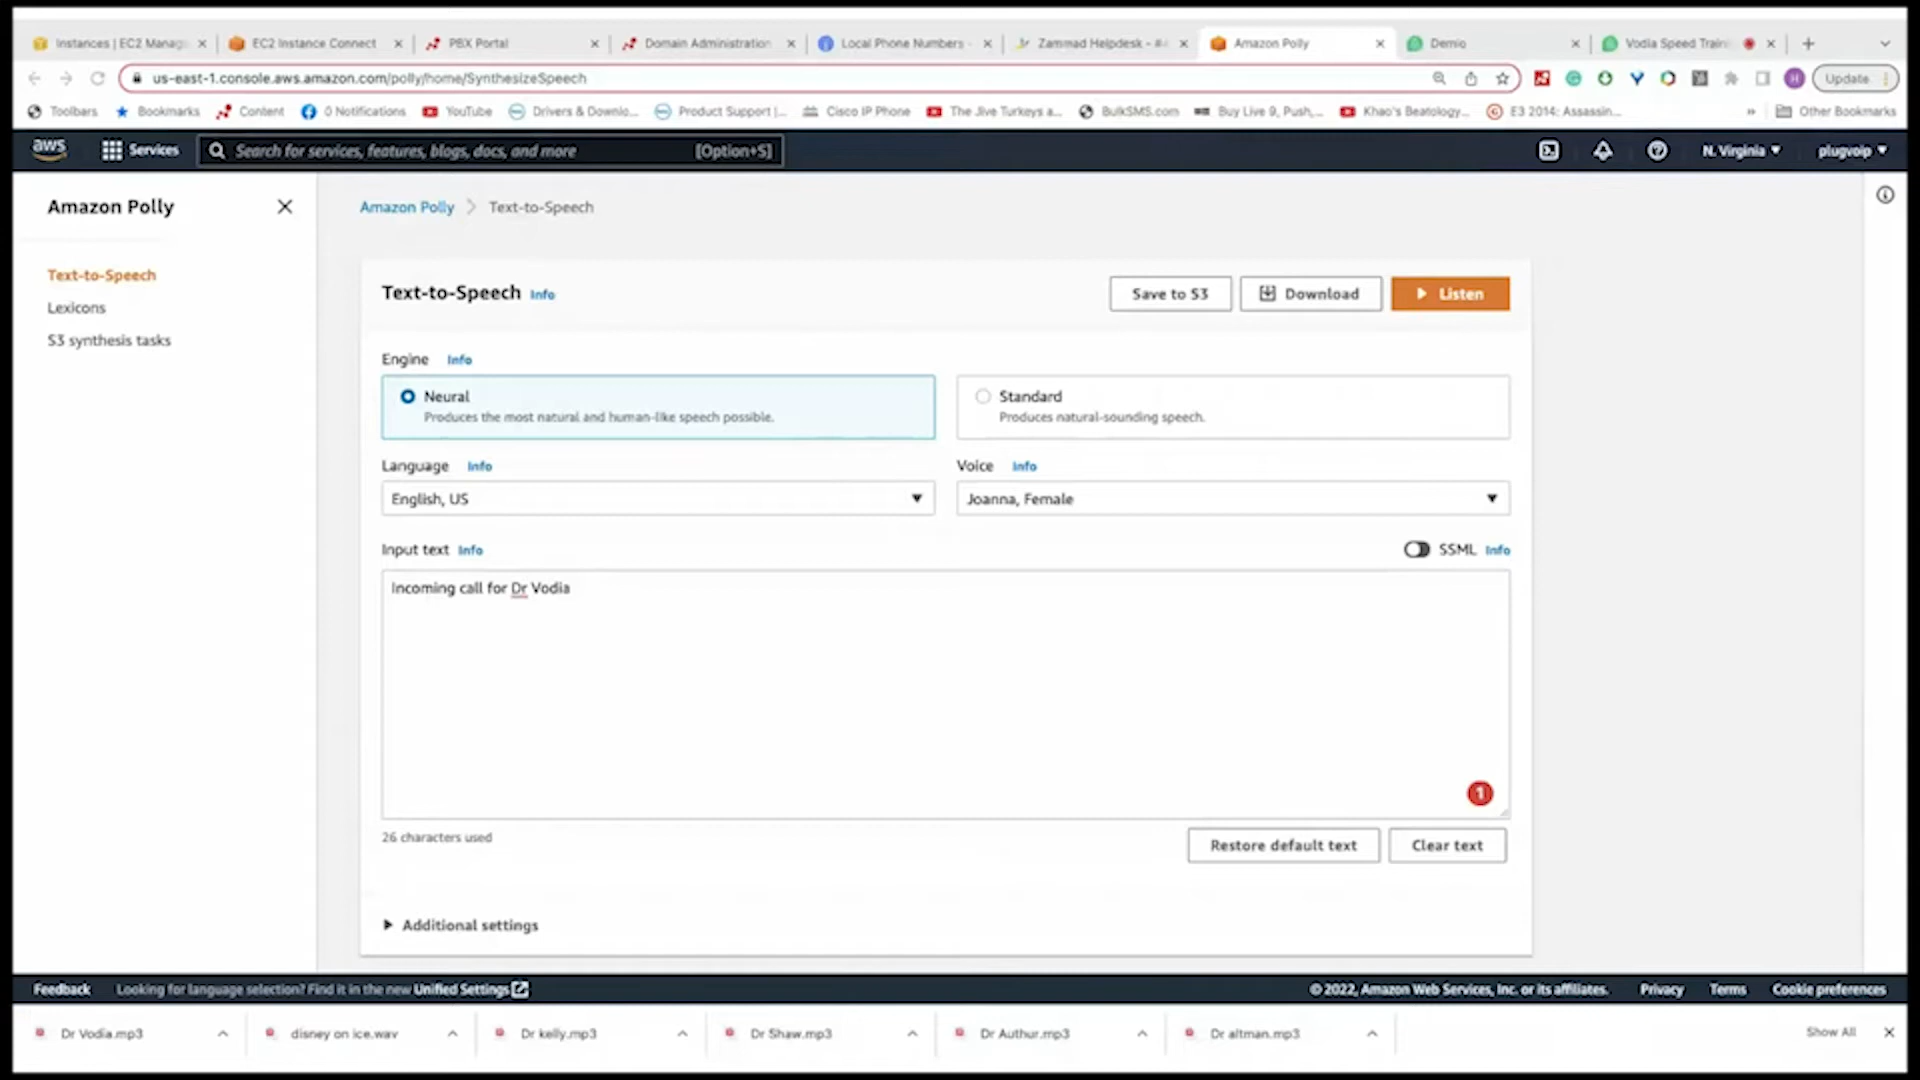 Instances | EC2 Manag
EC2 Instance Connect
PBX Portal
Domain Administration
Local Phone Numbers -
Zammad Helpdesk - #
Amazon Polly
Demio
Vodia Speed Traini
us-east-1.console.aws.amazon.com/polly/home/SynthesizeSpeech
Update
Toolbars
Bookmarks
Content
0 Notifications
YouTube
Drivers & Downlo...
Product Support |...
Cisco IP Phone
The Jive Turkeys a...
BulkSMS.com
Buy Live 9, Push,...
Khao's Beatology...
E3 2014: Assassin...
»
Other Bookmarks
aws
Services
Search for services, features, blogs, docs, and more
[Option+S]
N. Virginia
plugvoip
Amazon Polly
Text-to-Speech
Lexicons
S3 synthesis tasks
Amazon Polly
Text-to-Speech
Text-to-Speech Info
Save to S3
Download
Listen
Engine Info
Neural
Produces the most natural and human-like speech possible.
Standard
Produces natural-sounding speech.
Language Info
English, US
Voice Info
Joanna, Female
Input text Info
SSML Info
Incoming call for Dr Vodia
1
26 characters used
Restore default text
Clear text
Additional settings
Feedback
Looking for language selection? Find it in the new Unified Settings
© 2022, Amazon Web Services, Inc. or its affiliates.
Privacy
Terms
Cookie preferences
Dr Vodia.mp3
disney on ice.wav
Dr kelly.mp3
Dr Shaw.mp3
Dr Authur.mp3
Dr altman.mp3
Show All